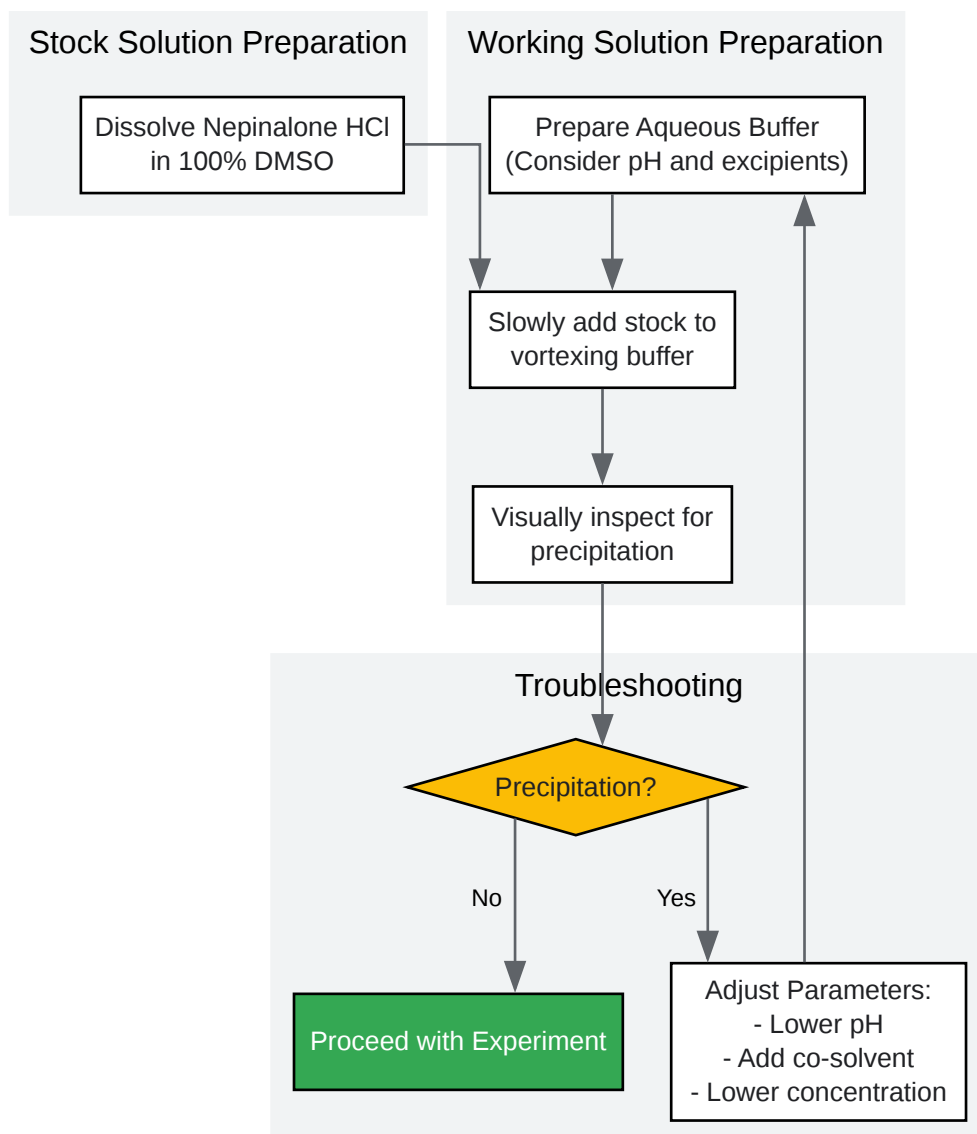 Stock Solution Preparation
Dissolve Nepinalone HCl
in 100% DMSO
Working Solution Preparation
Prepare Aqueous Buffer
(Consider pH and excipients)
Slowly add stock to
vortexing buffer
Visually inspect for
precipitation
Troubleshooting
Precipitation?
No
Yes
Proceed with Experiment
Adjust Parameters:
- Lower pH
- Add co-solvent
- Lower concentration